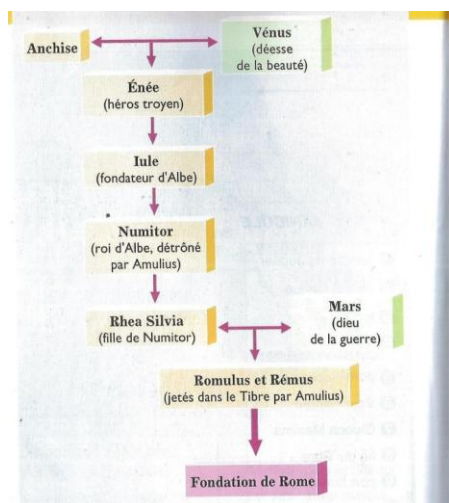 Anchise
Vénus
(déesse
de la beauté)
Énée
(héros troyen)
Iule
(fondateur d'Albe)
Numitor
(roi d'Albe, détrôné
par Amulius)
Rhea Silvia
(fille de Numitor)
Mars
(dieu
de la guerre)
Romulus et Rémus
(jetés dans le Tibre par Amulius)
Fondation de Rome